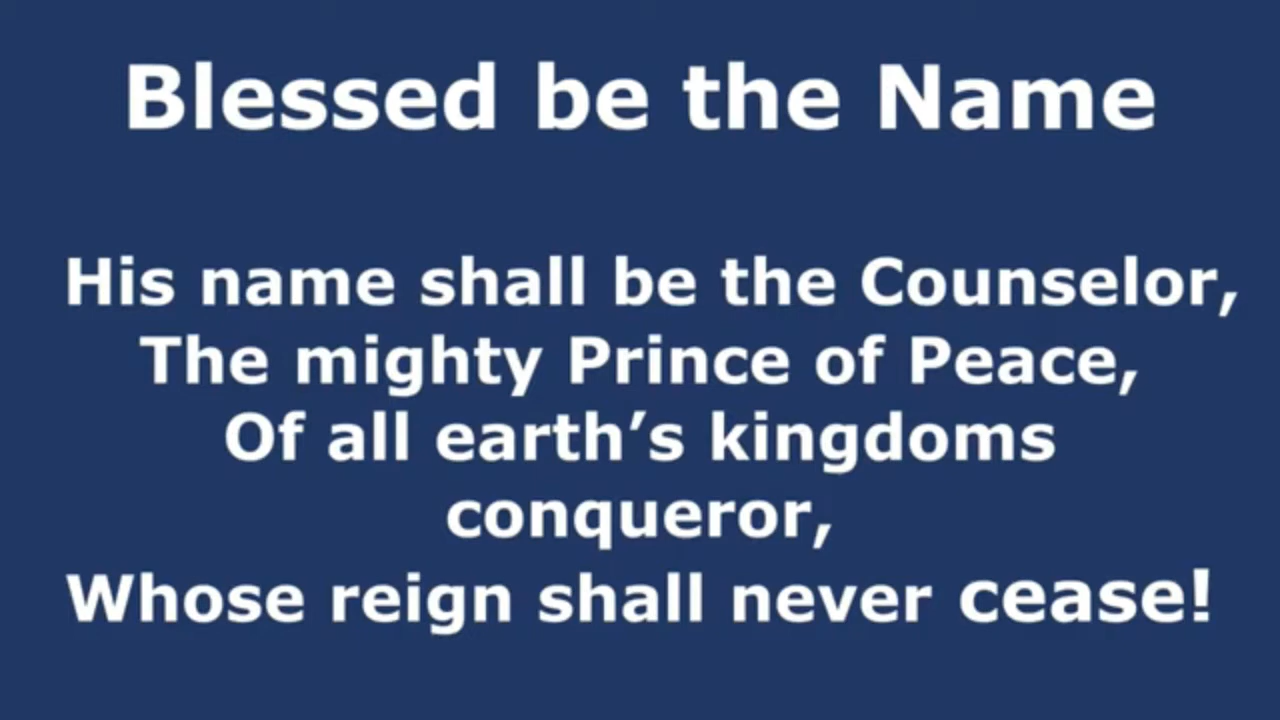 Blessed be the Name
His name shall be the Counselor,
The mighty Prince of Peace,
Of all earth’s kingdoms
conqueror,
Whose reign shall never cease!